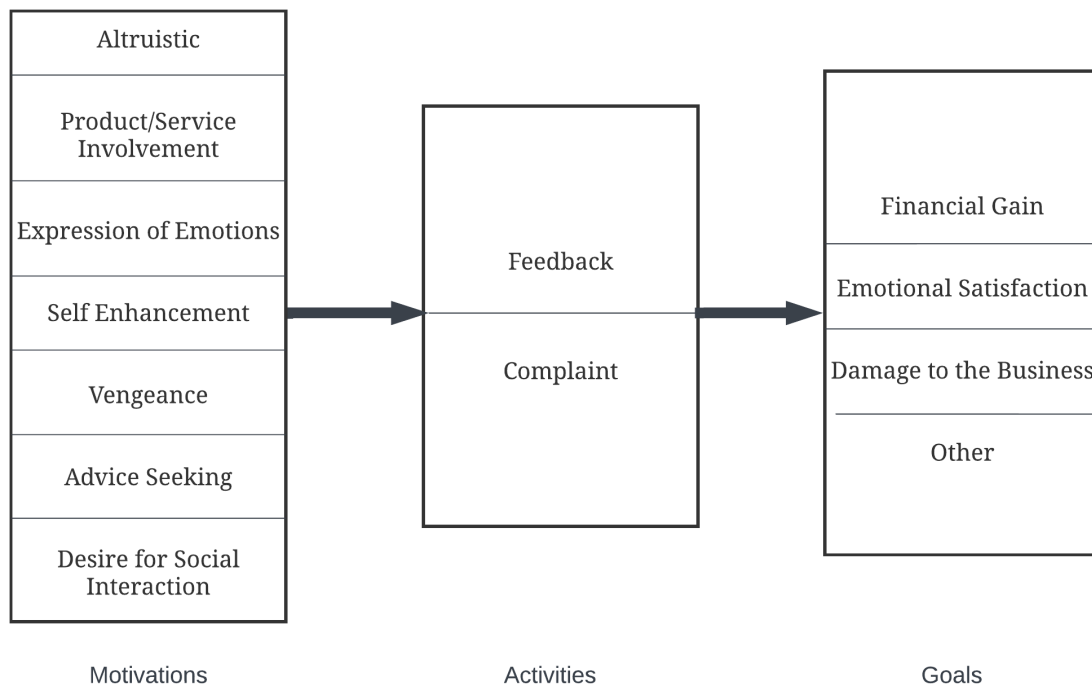 Altruistic
Product/Service
Involvement
Expression of Emotions
Self Enhancement
Vengeance
Advice Seeking
Desire for Social
Interaction
Motivations
Feedback
Complaint
Activities
Financial Gain
Emotional Satisfaction
Damage to the Business
Other
Goals